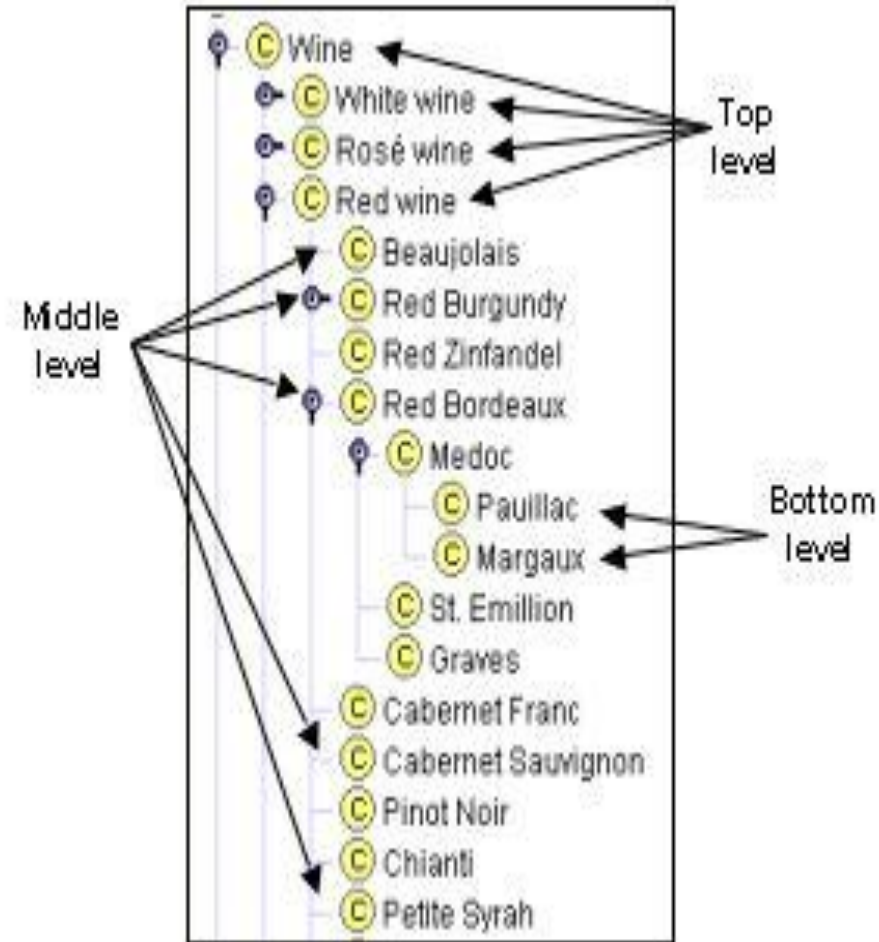 Wine
White wine
Rosé wine
Red wine
Top
level
Beaujolais
Red Burgundy
Red Zinfandel
Red Bordeaux
Middle
level
Medoc
Pauillac
Margaux
Bottom
level
St. Emillion
Graves
Cabernet Franc
Cabernet Sauvignon
Pinot Noir
Chianti
Petite Syrah